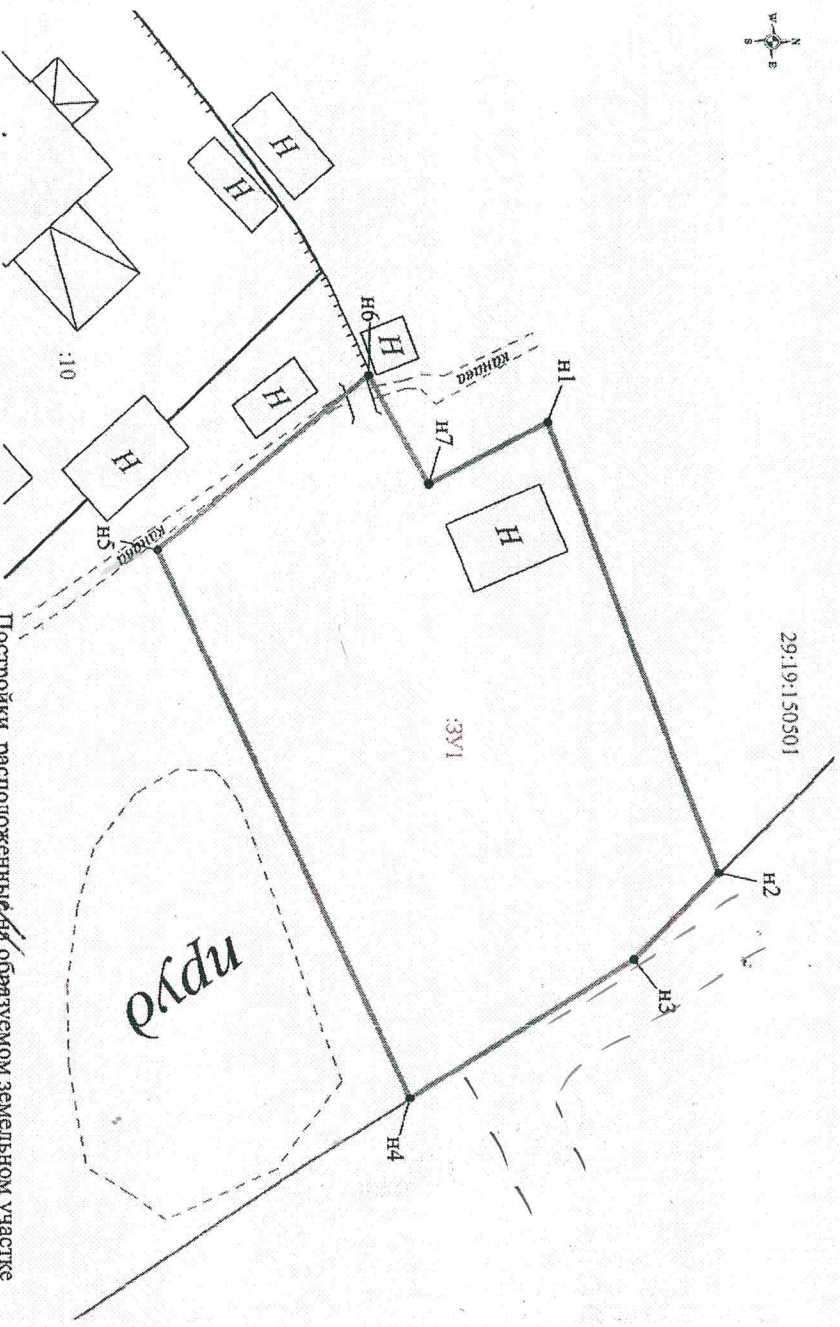 N
W E
S
29:19:150501
н1
н2
н3
н4
н5
н6
н7
Н
Н
Н
Н
Н
Н
канава
канава
:ЗУ1
:10
пруд
Постройки, расположенные на образуемом земельном участке